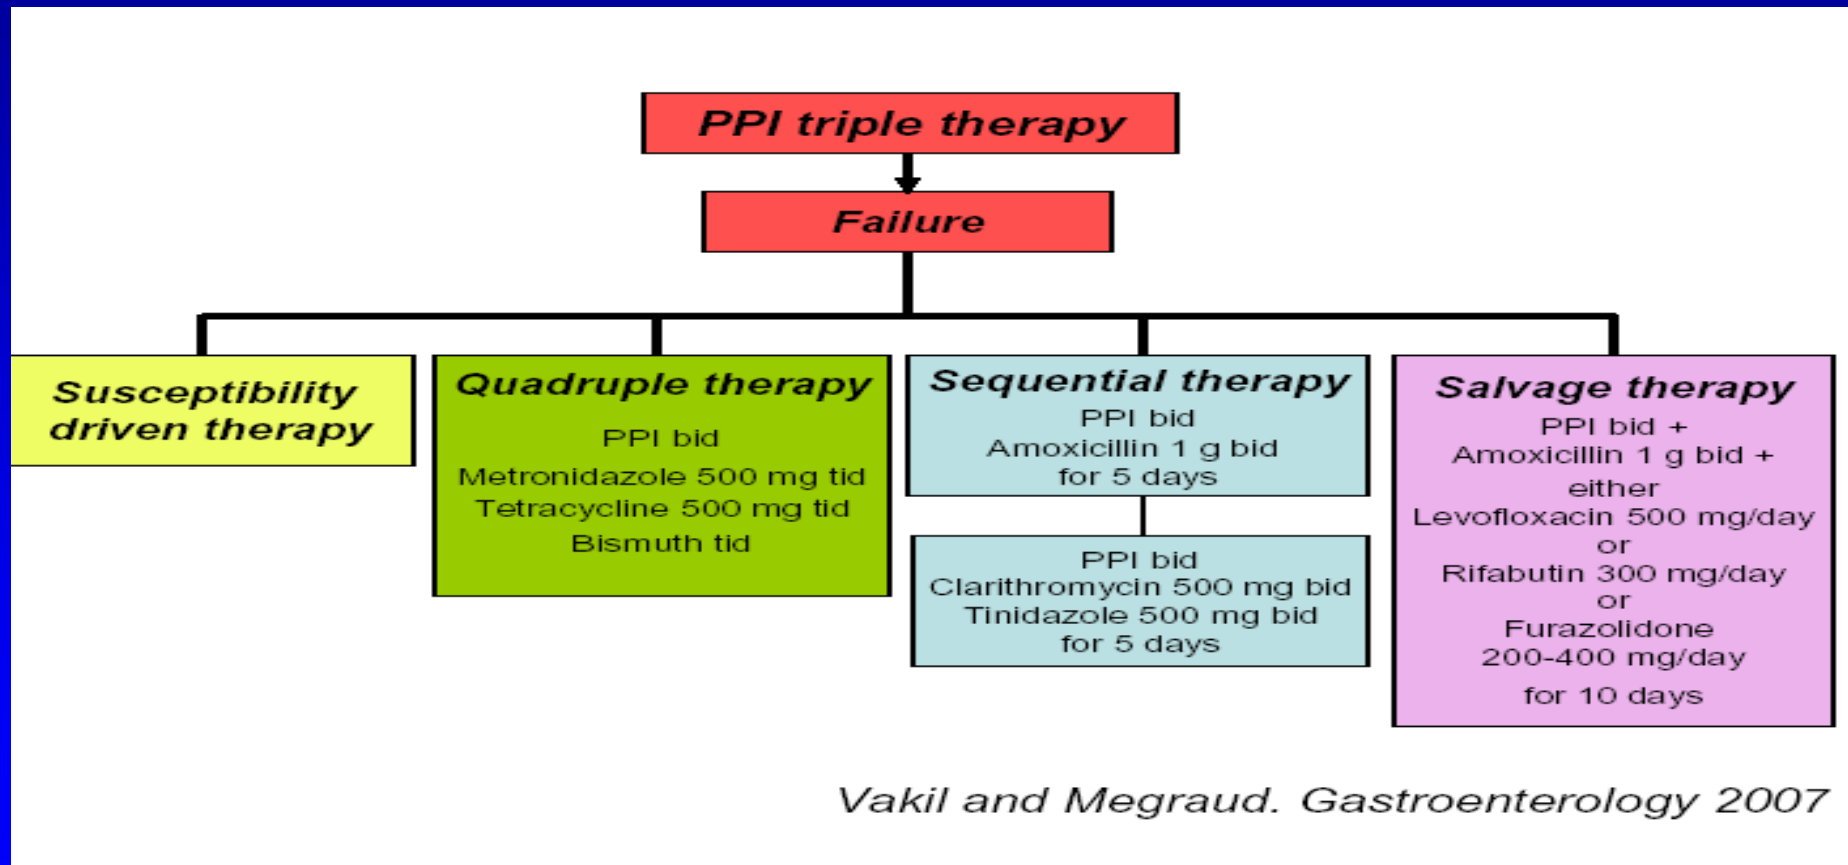 PPI triple therapy
Failure
Susceptibility
driven therapy
Quadruple therapy
PPI bid
Metronidazole 500 mg tid
Tetracycline 500 mg tid
Bismuth tid
Sequential therapy
PPI bid
Amoxicillin 1 g bid
for 5 days
PPI bid
Clarithromycin 500 mg bid
Tinidazole 500 mg bid
for 5 days
Salvage therapy
PPI bid +
Amoxicillin 1 g bid +
either
Levofloxacin 500 mg/day
or
Rifabutin 300 mg/day
or
Furazolidone
200-400 mg/day
for 10 days
Vakil and Megraud. Gastroenterology 2007